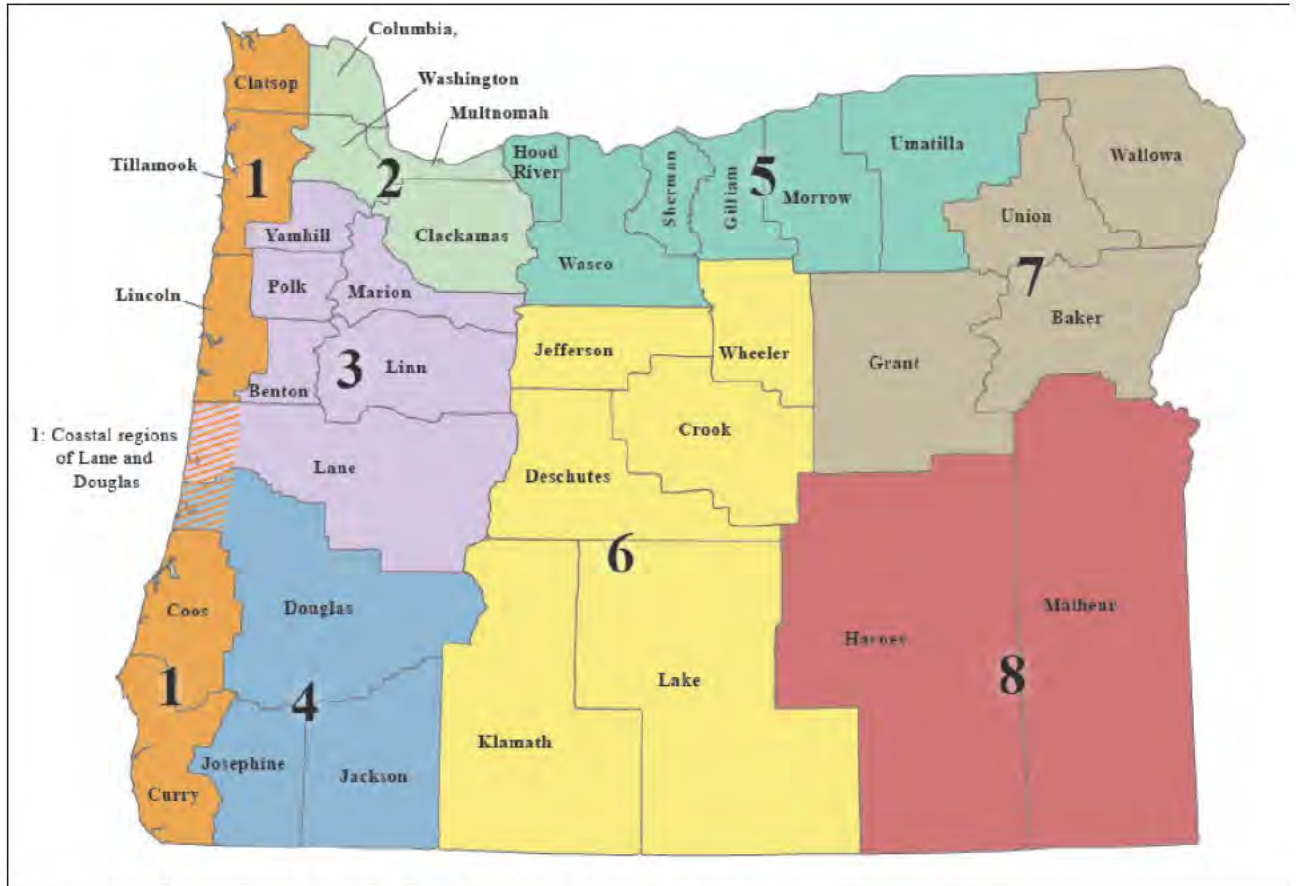 Columbia,
Washington
Multnomah
Clatsop
Tillamook
1
2
Hood
River
Sherman
Gilliam
5
Morrow
Umatilla
Wallowa
Union
Yamhill
Clackamas
Wasco
7
Lincoln
Polk
Marion
Jefferson
Wheeler
Grant
Baker
3
Linn
Benton
Crook
1: Coastal regions
of Lane and
Douglas
Lane
Deschutes
6
Coos
Douglas
Harney
Malheur
1
4
Lake
8
Klamath
Josephine
Jackson
Curry